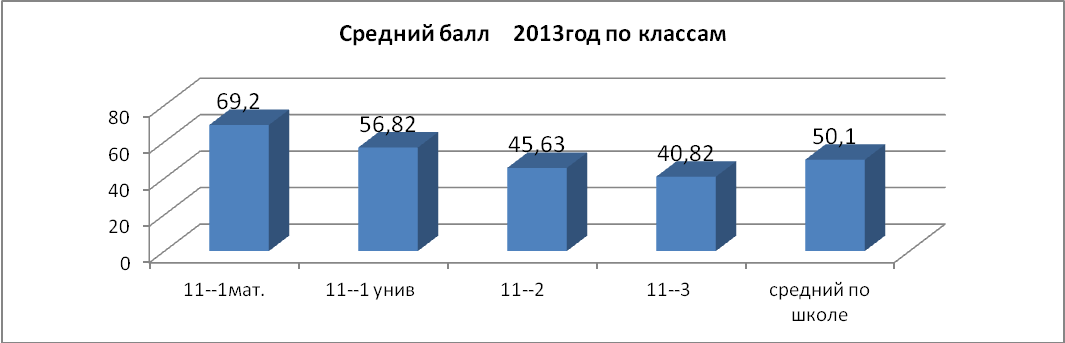 Средний балл    2013год по классам
69,2
56,82
45,63
40,82
50,1
80
60
40
20
0
11--1мат.
11--1 унив
11--2
11--3
средний по
школе